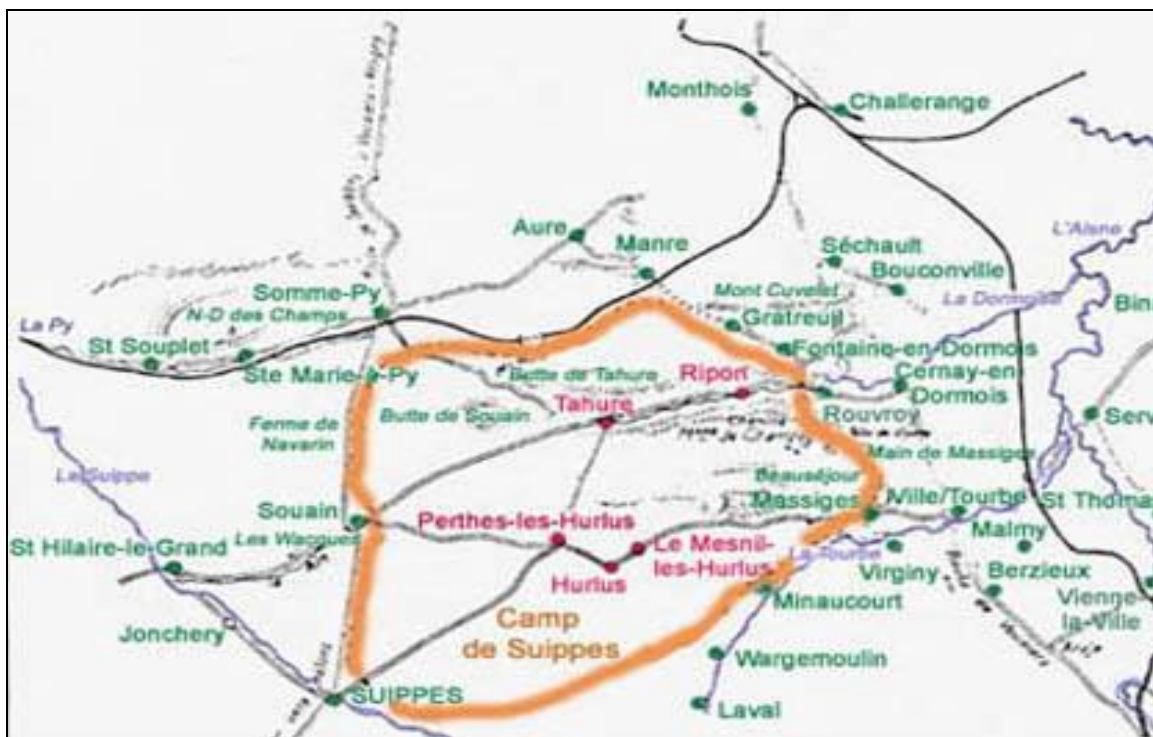 Monthois
Challerange
Aure
Manre
L'Aisne
Séchault
Bouconville
Somme-Py
Mont Cuvelet
La Dormoise
N-D des Champs
La Py
Gratreuil
Bin
St Souplet
Fontaine-en-Dormois
Ste Marie-à-Py
Butte de Tahure
Ripon
Cernay-en-
Dormois
Butte de Souain
Tahure
Ferme de
Navarin
Rouvroy
Serv
La Suippe
Main de Massiges
Beauséjour
Massiges
Ville/Tourbe
St Thomas
Souain
Perthes-les-Hurlus
Les Wacques
Malmy
St Hilaire-le-Grand
Le Mesnil-
les-Hurlus
La Tourbe
Hurlus
Virginy
Berzieux
Minaucourt
Vienne-
la-Ville
Camp
de Suippes
Jonchery
Wargemoulin
SUIPPES
Laval